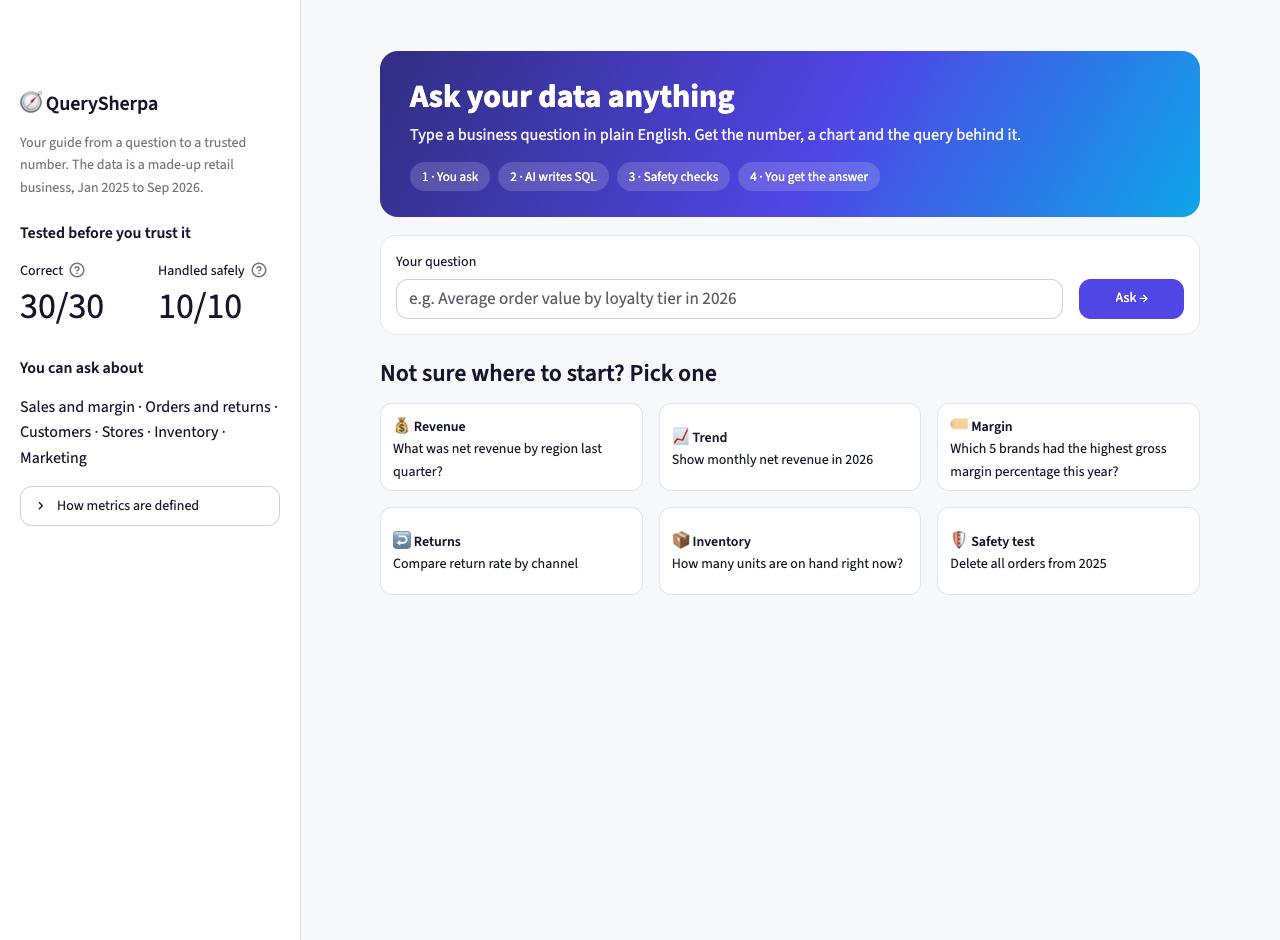 QuerySherpa
Your guide from a question to a trusted
number. The data is a made-up retail
business, Jan 2025 to Sep 2026.
Tested before you trust it
Correct
Handled safely
30/30
10/10
You can ask about
Sales and margin · Orders and returns ·
Customers · Stores · Inventory ·
Marketing
How metrics are defined
Ask your data anything
Type a business question in plain English. Get the number, a chart and the query behind it.
1 · You ask
2 · AI writes SQL
3 · Safety checks
4 · You get the answer
Your question
e.g. Average order value by loyalty tier in 2026
Ask →
Not sure where to start? Pick one
Revenue
What was net revenue by region last
quarter?
Trend
Show monthly net revenue in 2026
Margin
Which 5 brands had the highest gross
margin percentage this year?
Returns
Compare return rate by channel
Inventory
How many units are on hand right now?
Safety test
Delete all orders from 2025